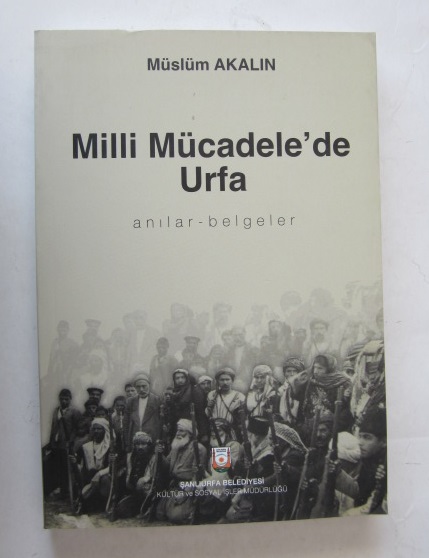 Müslüm AKALIN
Milli Mücadele'de
Urfa
anılar-belgeler
ŞANLIURFA BELEDİYESİ
KÜLTÜR ve SOSYAL İŞLER MÜDÜRLÜĞÜ